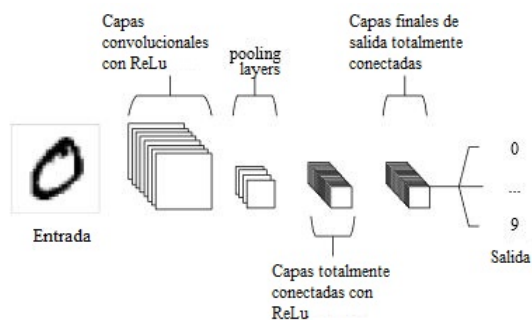 Capas
convolucionales
con ReLu
pooling
layers
Capas finales de
salida totalmente
conectadas
Entrada
Capas totalmente
conectadas con
ReLu
0
...
9
Salida